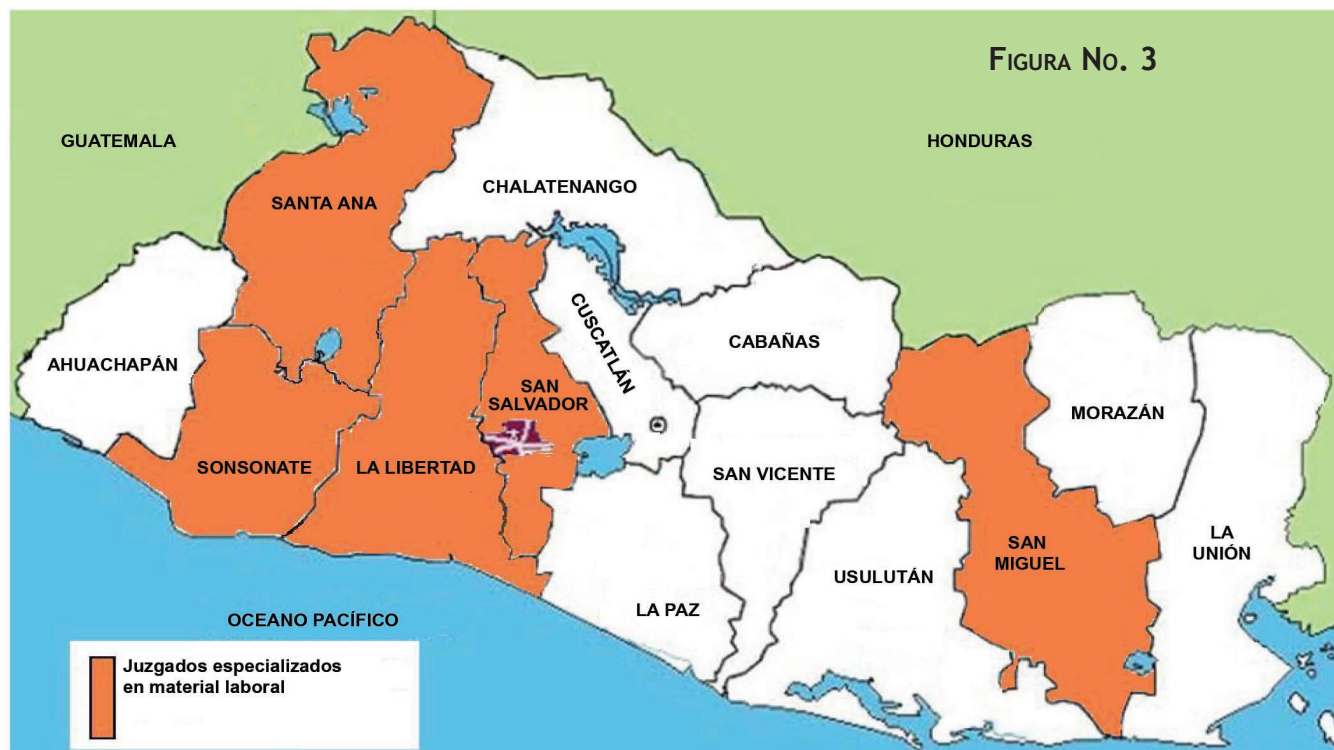 FIGURA NO. 3
GUATEMALA
HONDURAS
CHALATENANGO
SANTA ANA
CUSCATLÁN
CABAÑAS
AHUACHAPÁN
SAN
SALVADOR
MORAZÁN
SONSONATE
LA LIBERTAD
SAN VICENTE
LA
UNIÓN
SAN
MIGUEL
USULUTÁN
LA PAZ
OCEANO PACÍFICO
Juzgados especializados
en material laboral